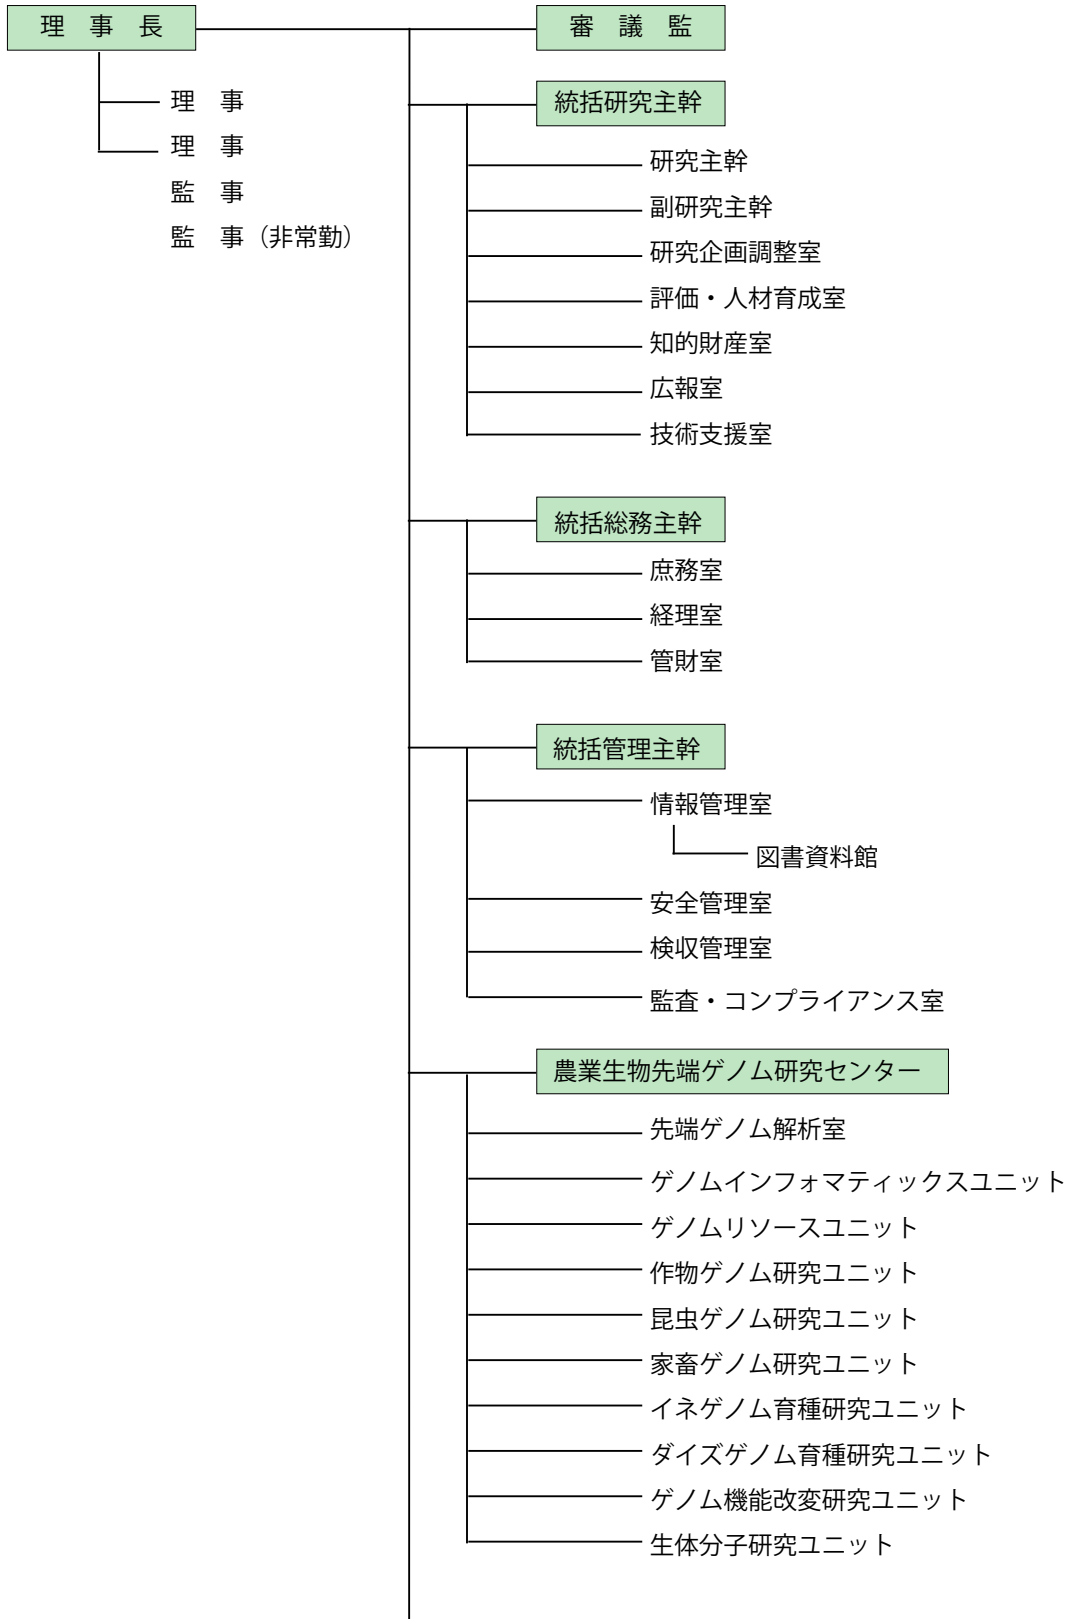 理　事　長
審　議　監
理　事
理　事
監　事
監　事（非常勤）
統括研究主幹
研究主幹
副研究主幹
研究企画調整室
評価・人材育成室
知的財産室
広報室
技術支援室
統括総務主幹
庶務室
経理室
管財室
統括管理主幹
情報管理室
図書資料館
安全管理室
検収管理室
監査・コンプライアンス室
農業生物先端ゲノム研究センター
先端ゲノム解析室
ゲノムインフォマティックスユニット
ゲノムリソースユニット
作物ゲノム研究ユニット
昆虫ゲノム研究ユニット
家畜ゲノム研究ユニット
イネゲノム育種研究ユニット
ダイズゲノム育種研究ユニット
ゲノム機能改変研究ユニット
生体分子研究ユニット